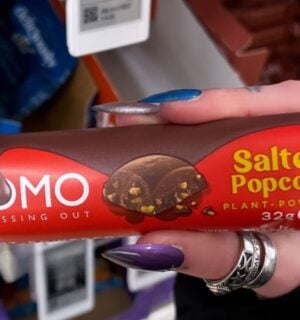 OMO
SSING OUT
Salte
Popco
PLANT-PO
32g